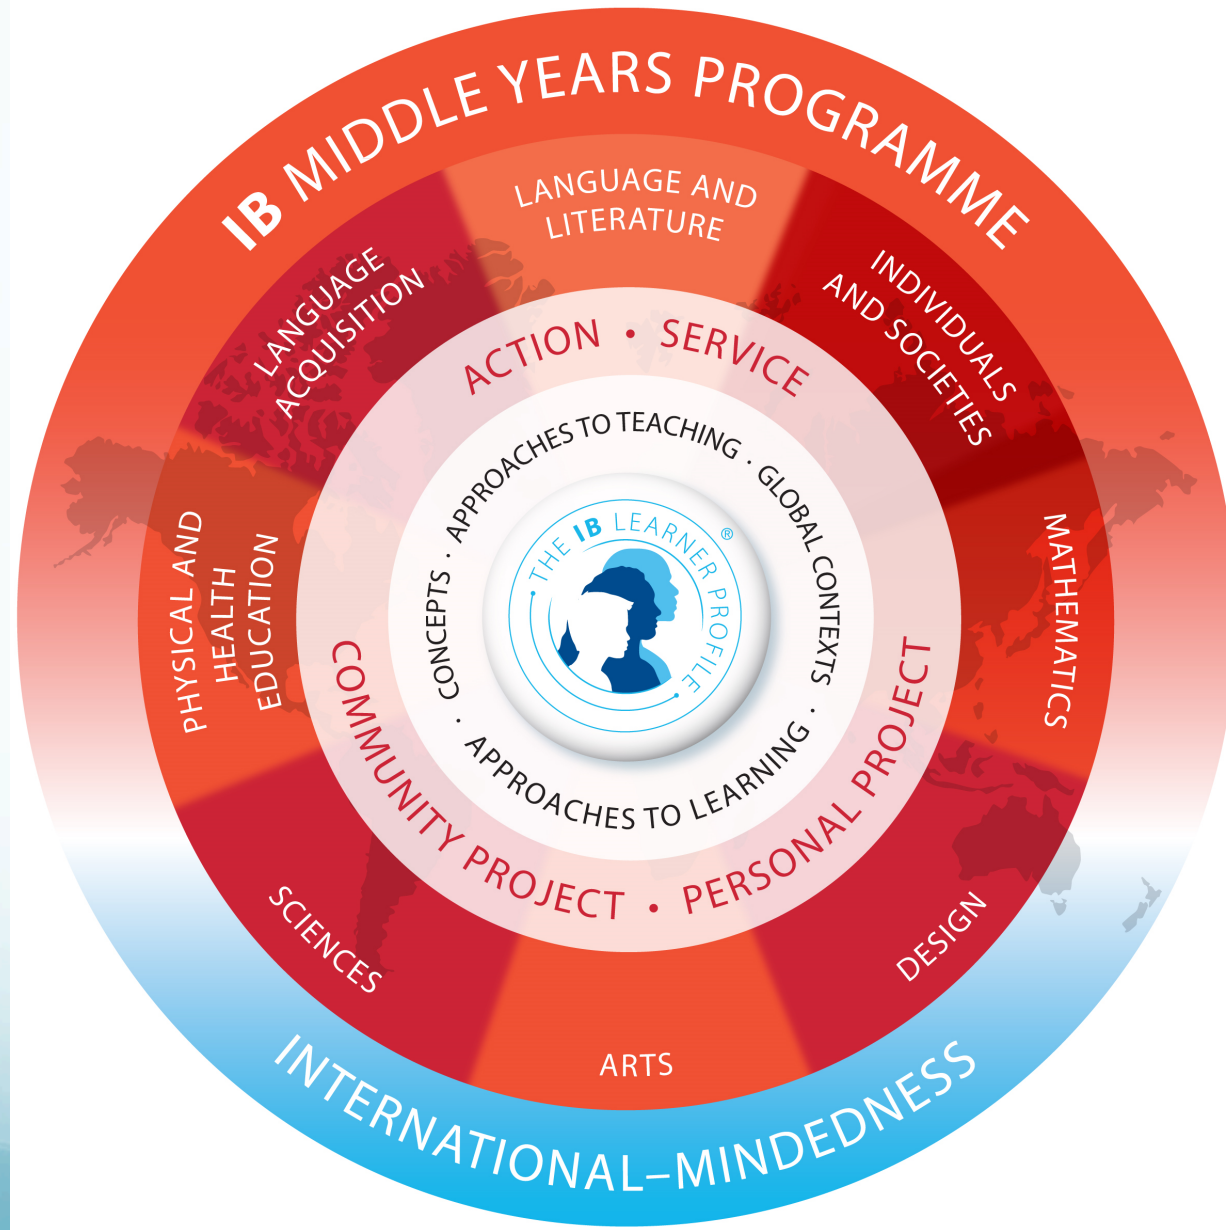 IB MIDDLE YEARS PROGRAMME
LANGUAGE AND
LITERATURE
INDIVIDUALS
AND SOCIETIES
MATHEMATICS
DESIGN
ARTS
SCIENCES
PHYSICAL AND
HEALTH
EDUCATION
LANGUAGE
ACQUISITION
ACTION • SERVICE
COMMUNITY PROJECT • PERSONAL PROJECT
APPROACHES TO TEACHING · GLOBAL CONTEXTS ·
APPROACHES TO LEARNING
· CONCEPTS ·
THE IB LEARNER PROFILE
®
INTERNATIONAL–MINDEDNESS